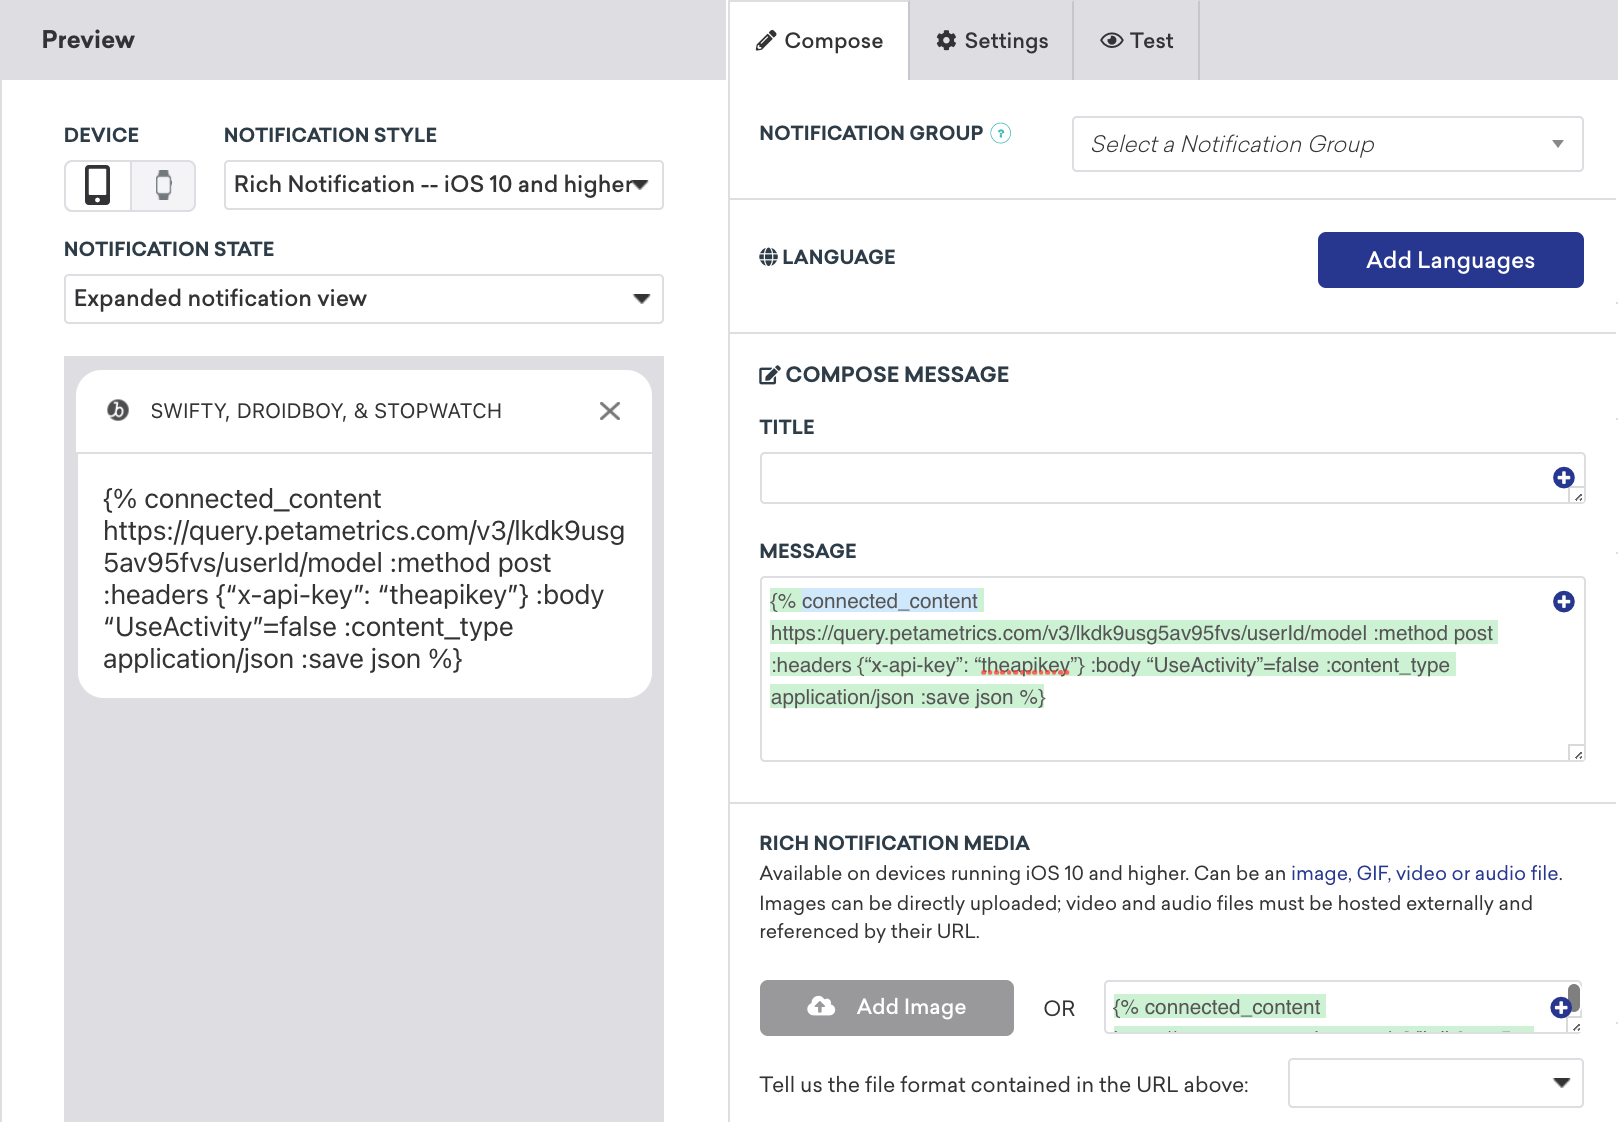 Preview
DEVICE
NOTIFICATION STYLE
Rich Notification -- iOS 10 and higher
NOTIFICATION STATE
Expanded notification view
SWIFTY, DROIDBOY, & STOPWATCH
{% connected_content
https://query.petametrics.com/v3/lkdk9usg
5av95fvs/userId/model :method post
:headers {“x-api-key”: “theapikey”} :body
“UseActivity”=false :content_type
application/json :save json %}
Compose
Settings
Test
NOTIFICATION GROUP ?
Select a Notification Group
LANGUAGE
Add Languages
COMPOSE MESSAGE
TITLE
MESSAGE
{% connected_content
https://query.petametrics.com/v3/lkdk9usg5av95fvs/userId/model :method post
:headers {“x-api-key”: “theapikey”} :body “UseActivity”=false :content_type
application/json :save json %}
RICH NOTIFICATION MEDIA
Available on devices running iOS 10 and higher. Can be an image, GIF, video or audio file.
Images can be directly uploaded; video and audio files must be hosted externally and
referenced by their URL.
Add Image
OR
{% connected_content
Tell us the file format contained in the URL above: